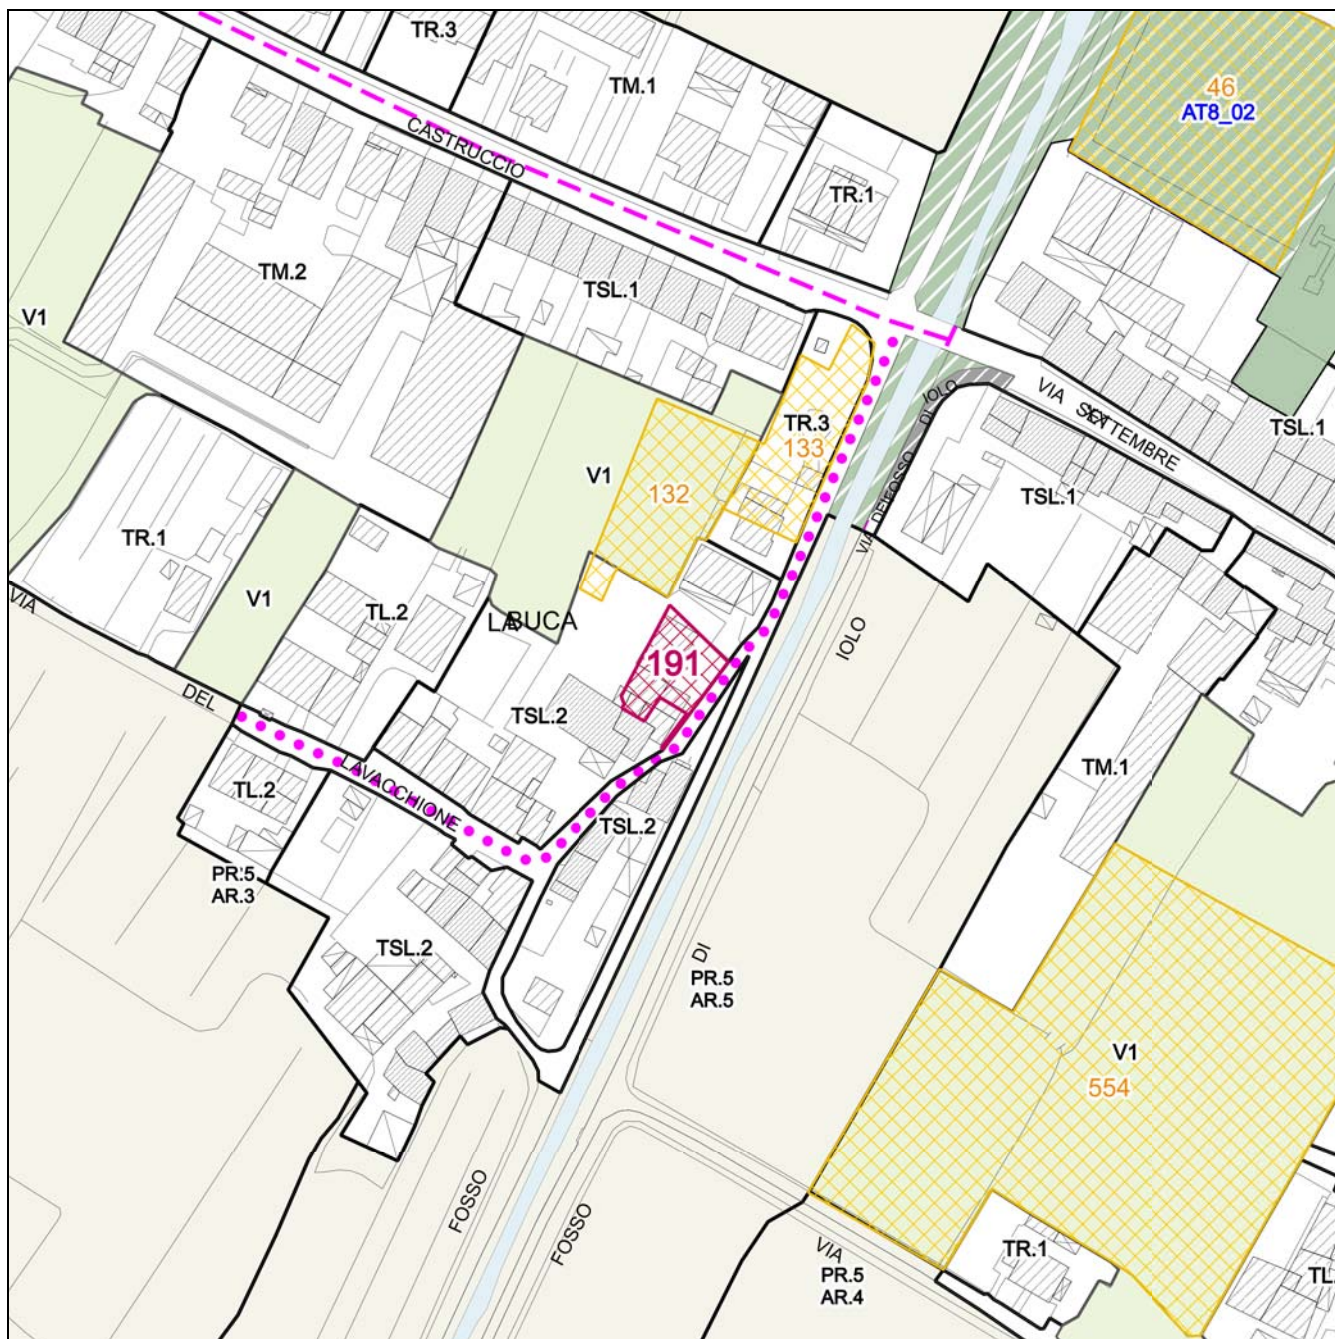 TR.3
TM.1
46
AT8_02
CASTRUCCIO
TR.1
TM.2
TSL.1
V1
VIA SETTEMBRE
DI IOLO
TR.3
133
TSL.1
V1
132
TSL.1
VIA DEL FOSSO
TR.1
V1
TL.2
LA BUCA
VIA
IOLO
191
DEL
TSL.2
TL.2
LAVACCHIONE
TM.1
TSL.2
PR.5
AR.3
TSL.2
DI
PR.5
AR.5
V1
554
FOSSO
FOSSO
VIA
TR.1
PR.5
AR.4
TL.